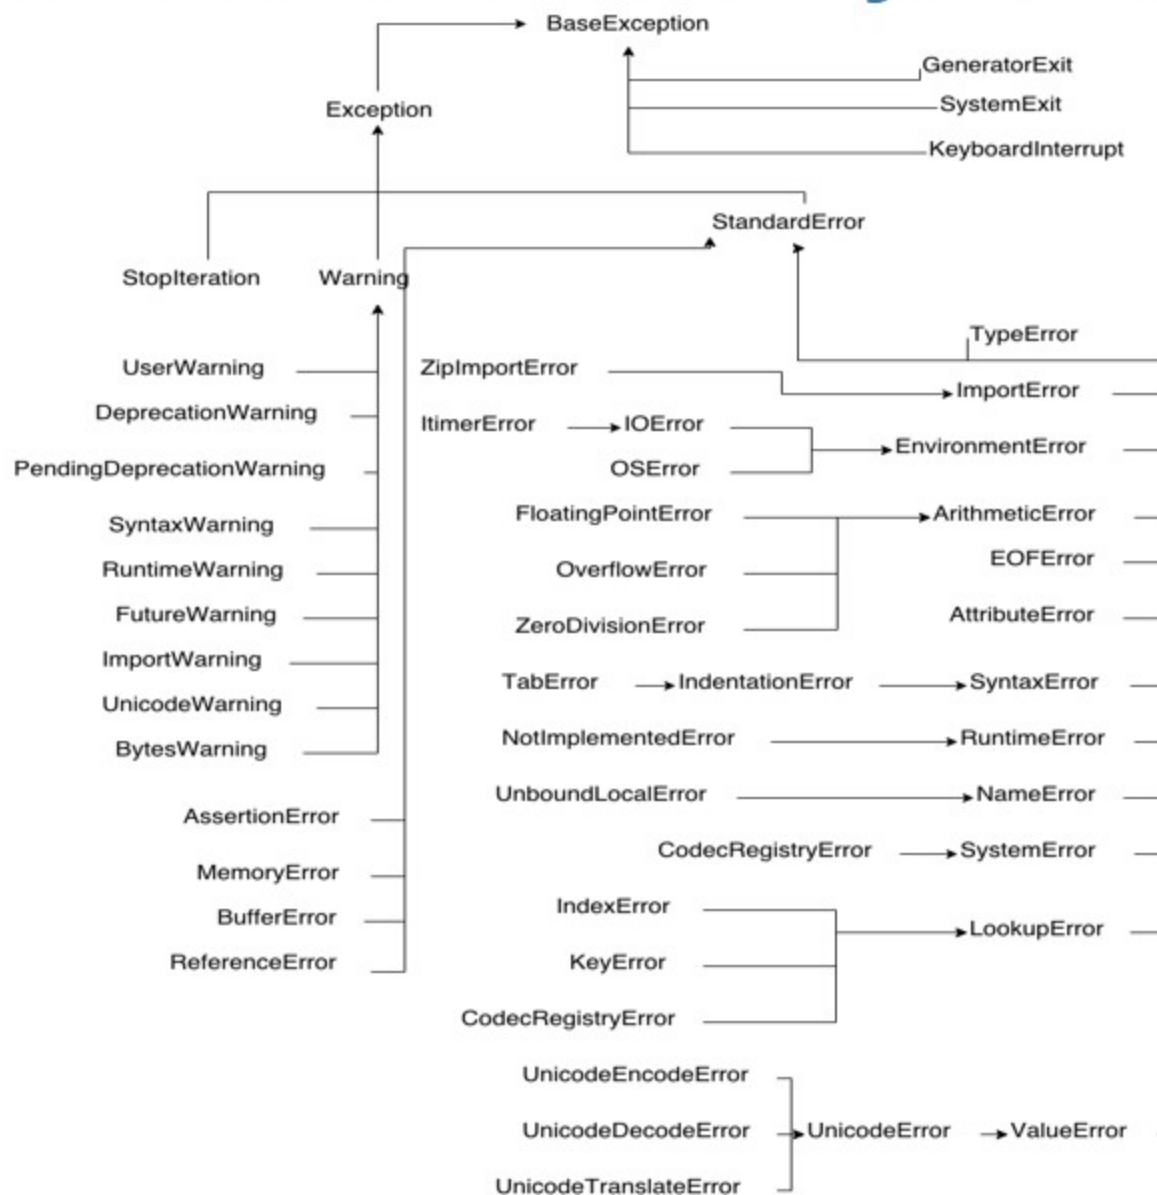 BaseException
GeneratorExit
SystemExit
KeyboardInterrupt
Exception
StandardError
StopIteration
Warning
TypeError
UserWarning
ZipImportError
ImportError
DeprecationWarning
ItimerError
IOError
EnvironmentError
OSError
PendingDeprecationWarning
FloatingPointError
ArithmeticError
SyntaxWarning
EOFError
RuntimeWarning
OverflowError
FutureWarning
AttributeError
ZeroDivisionError
ImportWarning
TabError
IndentationError
SyntaxError
UnicodeWarning
NotImplementedError
RuntimeError
BytesWarning
UnboundLocalError
NameError
AssertionError
CodecRegistryError
SystemError
MemoryError
IndexError
BufferError
LookupError
KeyError
ReferenceError
CodecRegistryError
UnicodeEncodeError
UnicodeDecodeError
UnicodeError
ValueError
UnicodeTranslateError